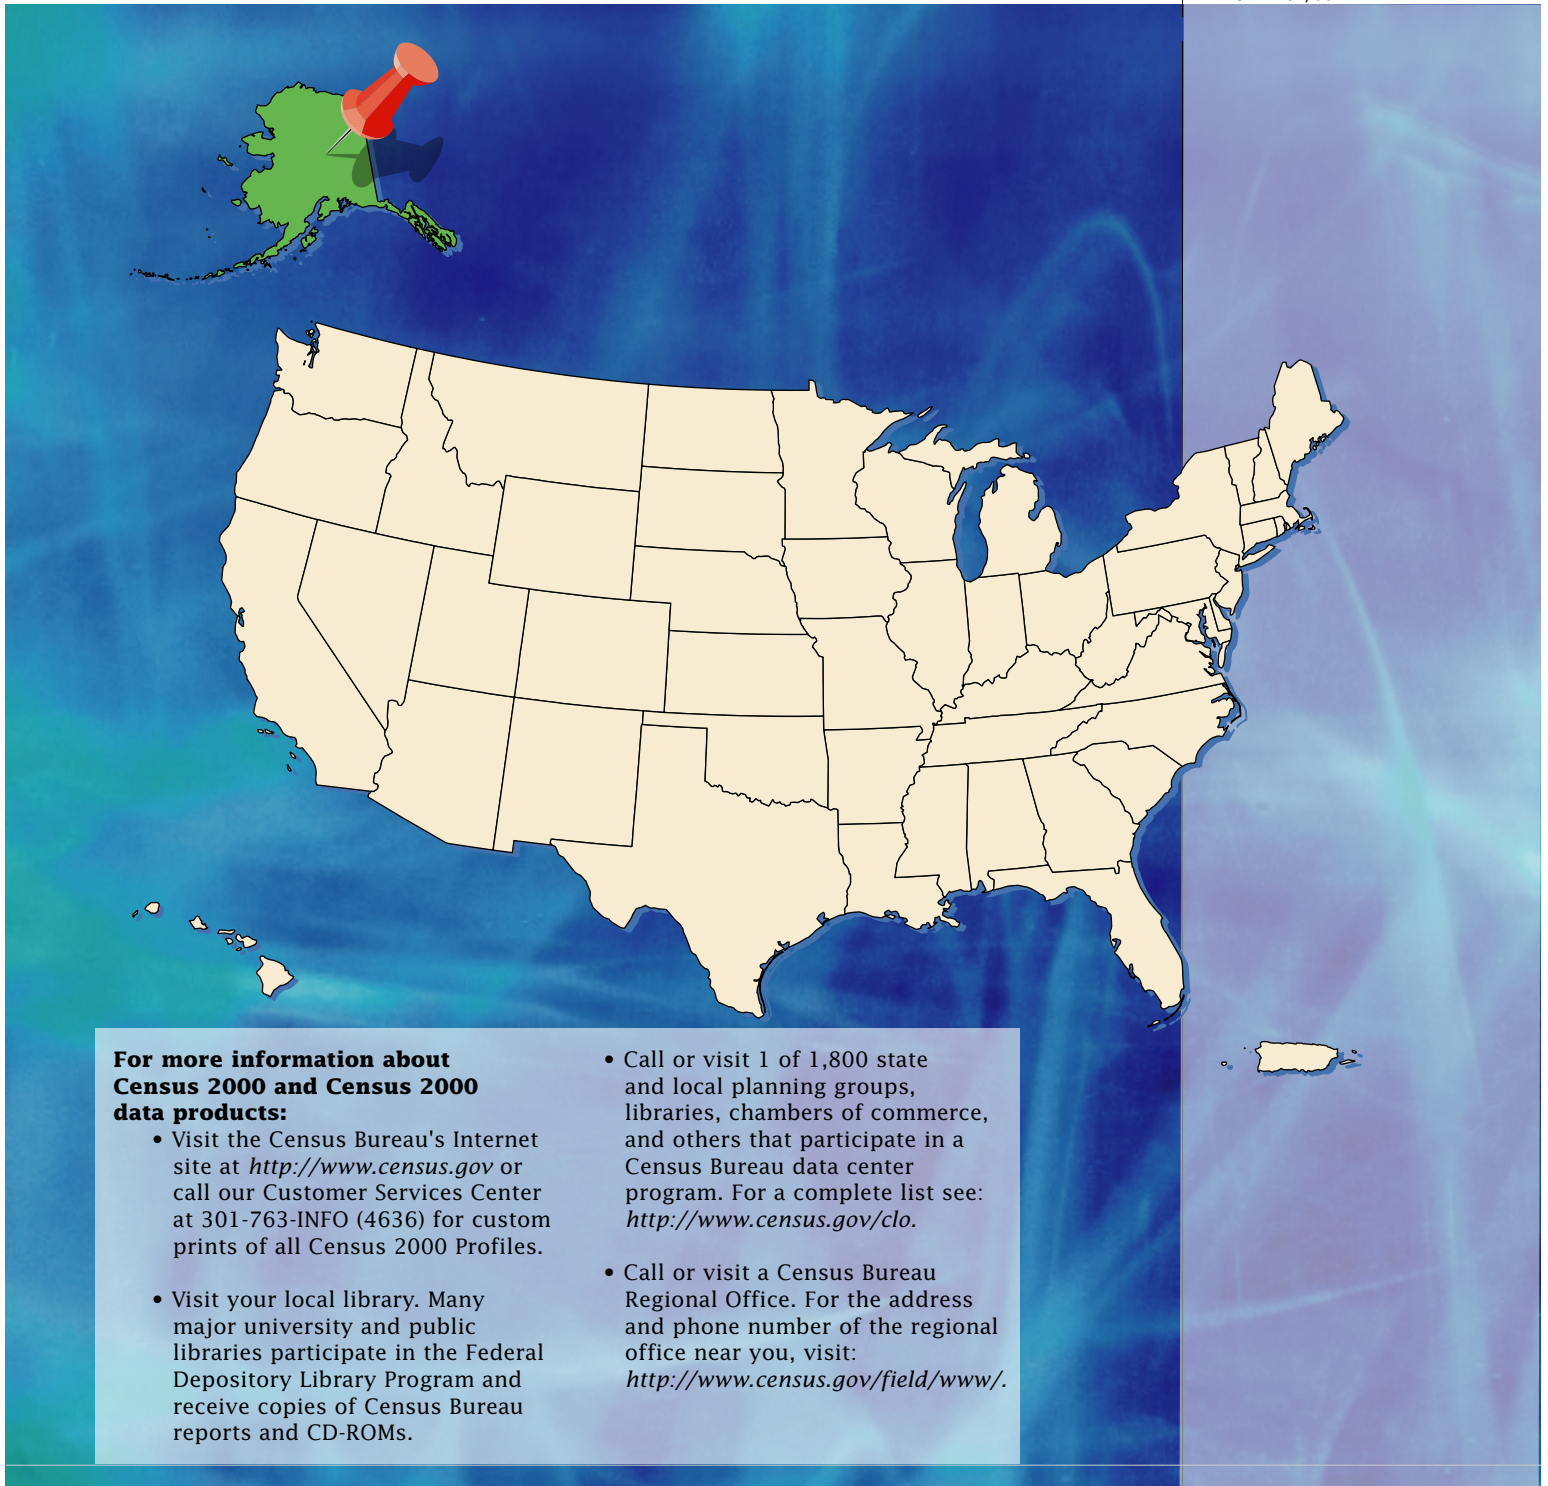 For more information about
Census 2000 and Census 2000
data products:
• Visit the Census Bureau's Internet
site at http://www.census.gov or
call our Customer Services Center
at 301-763-INFO (4636) for custom
prints of all Census 2000 Profiles.
• Visit your local library. Many
major university and public
libraries participate in the Federal
Depository Library Program and
receive copies of Census Bureau
reports and CD-ROMs.
• Call or visit 1 of 1,800 state
and local planning groups,
libraries, chambers of commerce,
and others that participate in a
Census Bureau data center
program. For a complete list see:
http://www.census.gov/clo.
• Call or visit a Census Bureau
Regional Office. For the address
and phone number of the regional
office near you, visit:
http://www.census.gov/field/www/.